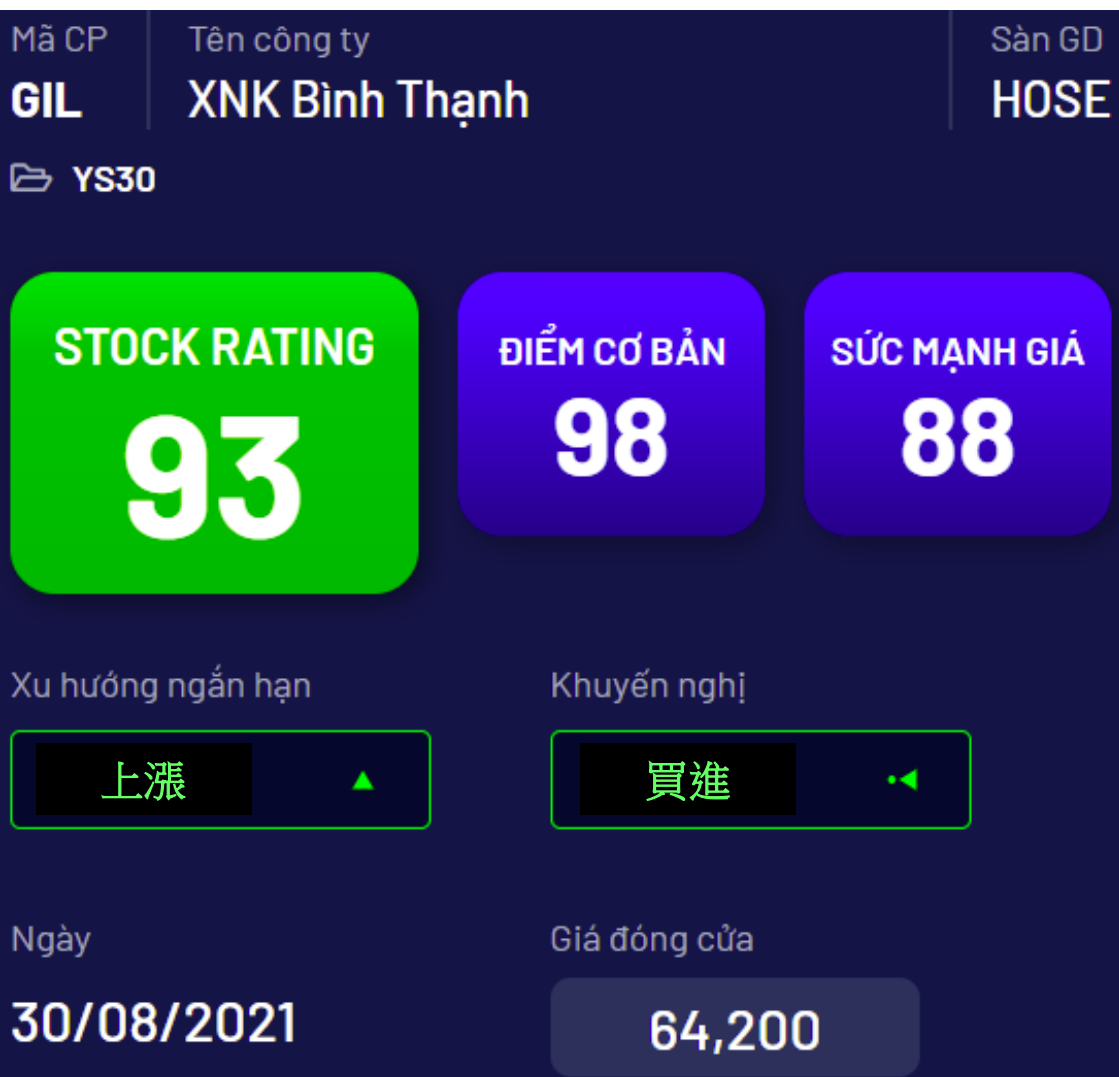 Mã CP Tên công ty Sàn GD
GIL XNK Bình Thạnh HOSE
YS30
STOCK RATING ĐIỂM CƠ BẢN SỨC MẠNH GIÁ
93 98 88
Xu hướng ngắn hạn Khuyến nghị
上漲 買進
Ngày Giá đóng cửa
30/08/2021 64,200